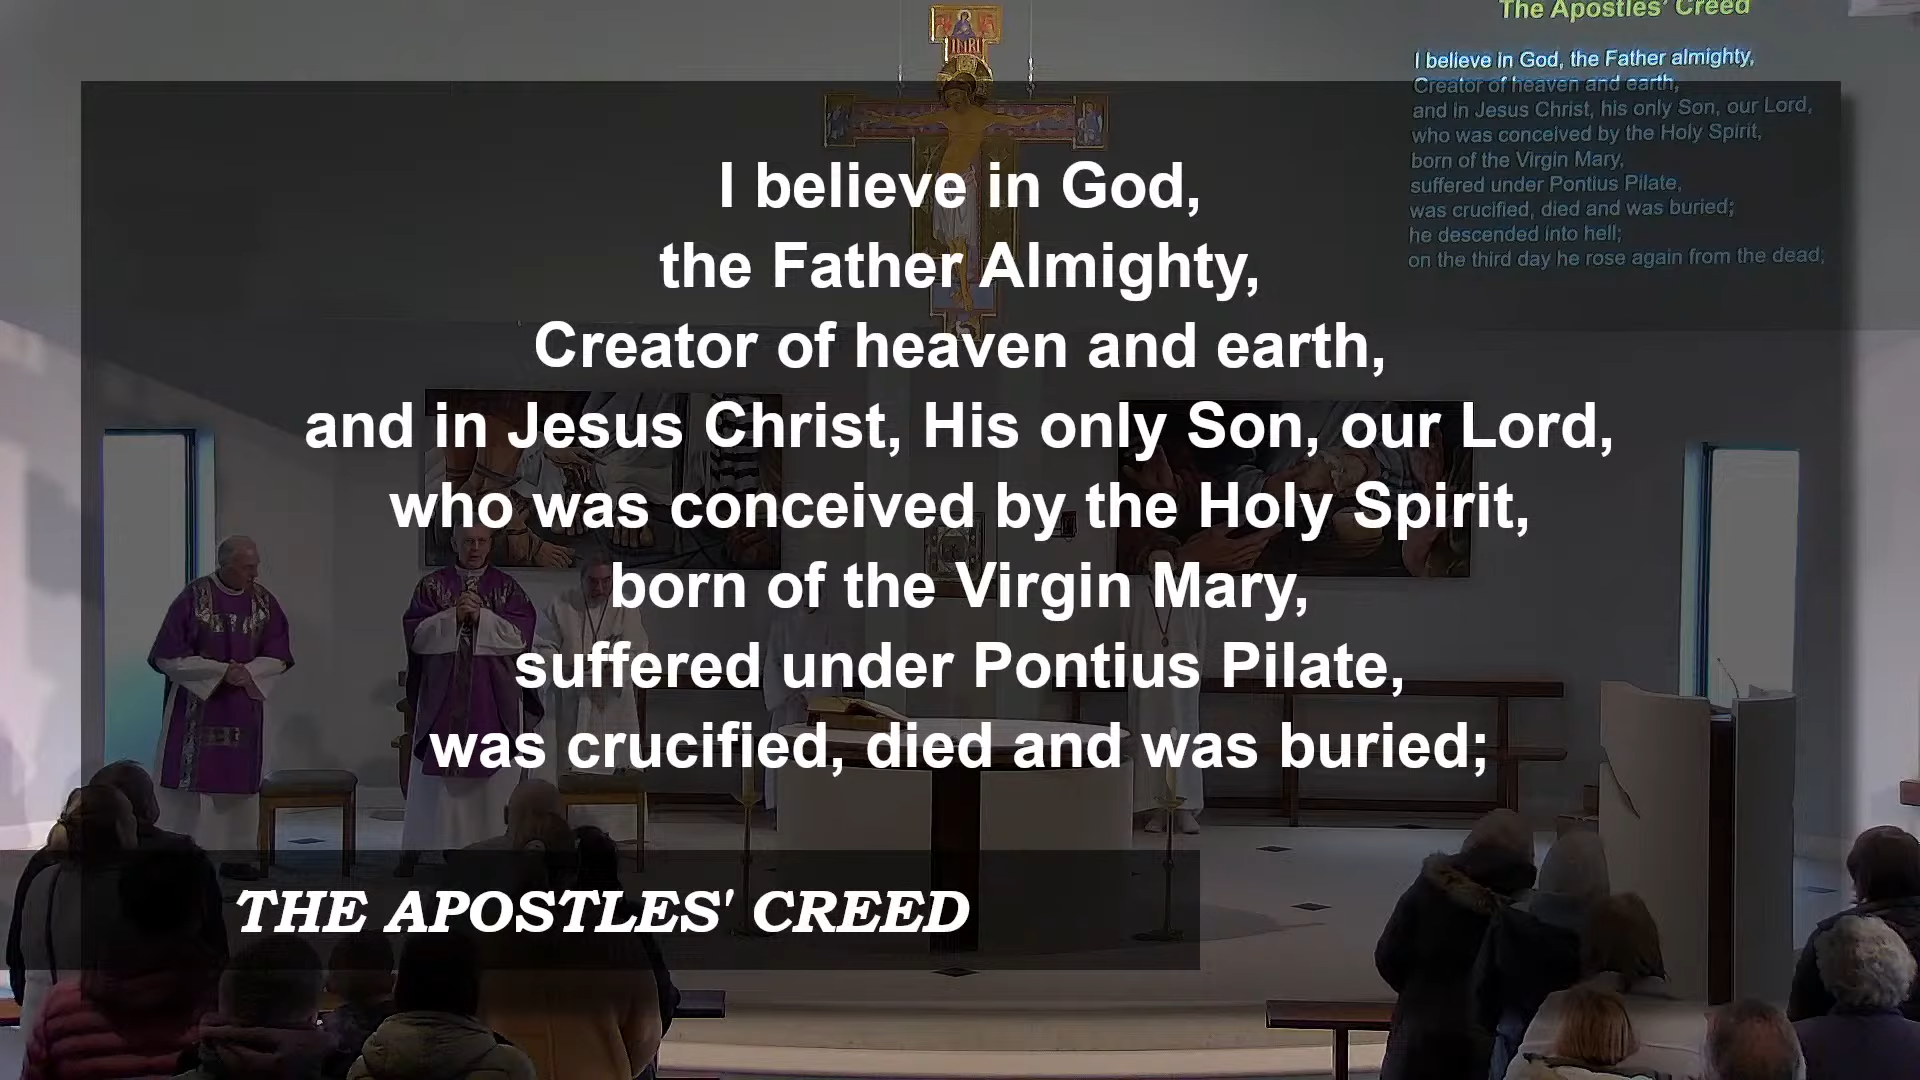 INRI
The Apostles' Creed
I believe in God, the Father almighty,
Creator of heaven and earth,
and in Jesus Christ, his only Son, our Lord,
who was conceived by the Holy Spirit,
born of the Virgin Mary,
suffered under Pontius Pilate,
was crucified, died and was buried;
he descended into hell;
on the third day he rose again from the dead;
I believe in God,
the Father Almighty,
Creator of heaven and earth,
and in Jesus Christ, His only Son, our Lord,
who was conceived by the Holy Spirit,
born of the Virgin Mary,
suffered under Pontius Pilate,
was crucified, died and was buried;
THE APOSTLES' CREED